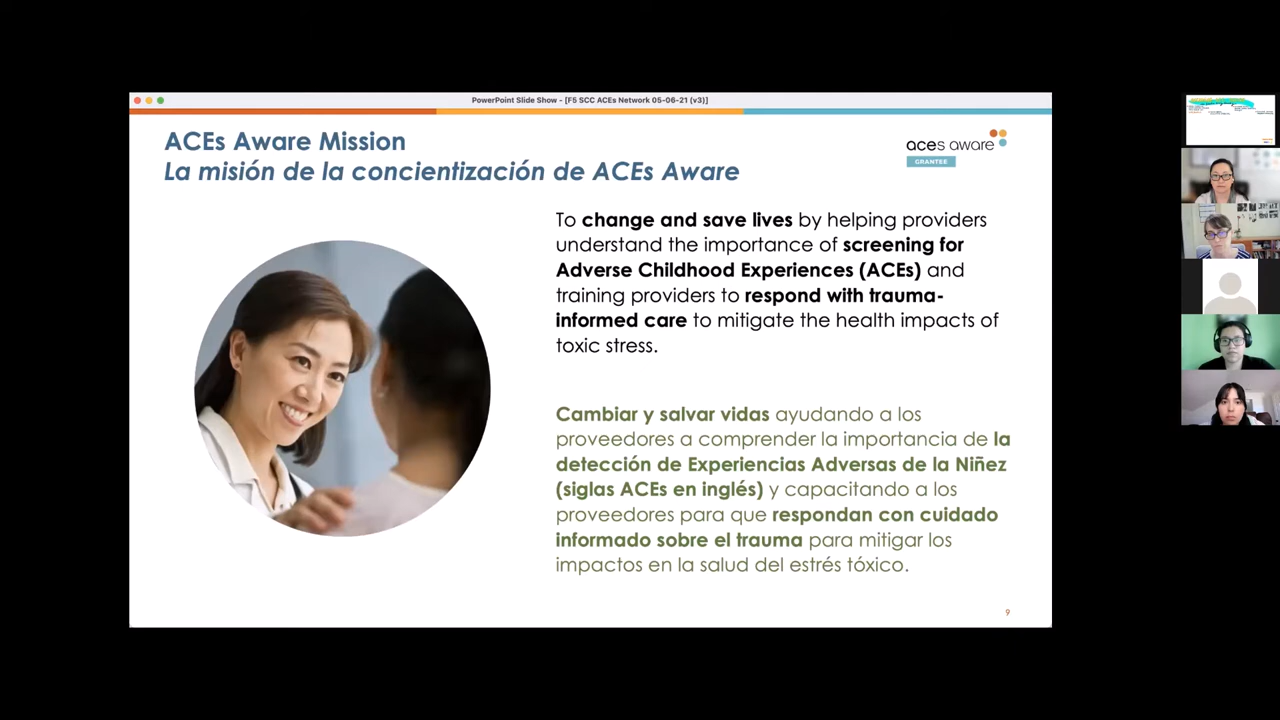 PowerPoint Slide Show - [F5 SCC ACEs Network 05-06-21 (v3)]
ACEs Aware Mission
La misión de la concientización de ACEs Aware
aces aware
GRANTEE
To change and save lives by helping providers
understand the importance of screening for
Adverse Childhood Experiences (ACEs) and
training providers to respond with trauma-
informed care to mitigate the health impacts of
toxic stress.
Cambiar y salvar vidas ayudando a los
proveedores a comprender la importancia de la
detección de Experiencias Adversas de la Niñez
(siglas ACEs en inglés) y capacitando a los
proveedores para que respondan con cuidado
informado sobre el trauma para mitigar los
impactos en la salud del estrés tóxico.
9